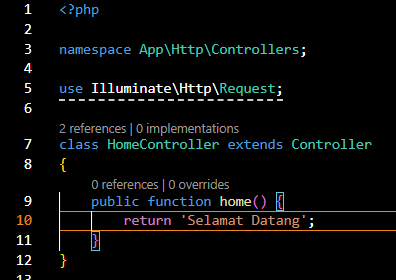 1 <?php
2
3 namespace App\Http\Controllers;
4
5 use Illuminate\Http\Request;
6
2 references | 0 implementations
7 class HomeController extends Controller
8 {
0 references | 0 overrides
9 public function home() {
10 return 'Selamat Datang';
11 }
12 }
13